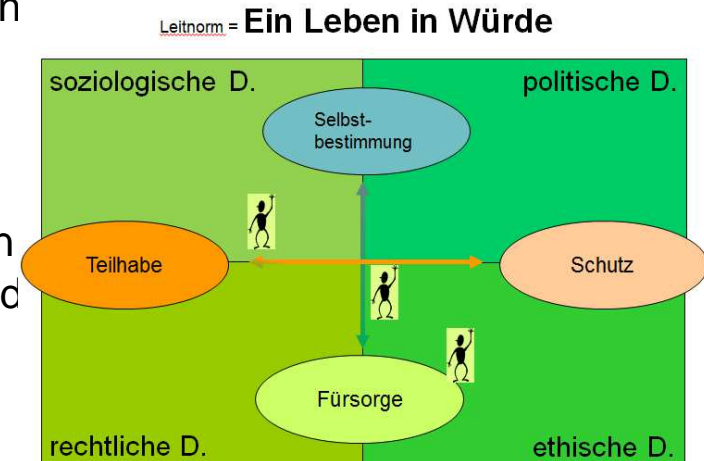 n
Leitnorm = Ein Leben in Würde
soziologische D.
politische D.
Selbst-
bestimmung
n
d
Teilhabe
Schutz
Fürsorge
rechtliche D.
ethische D.